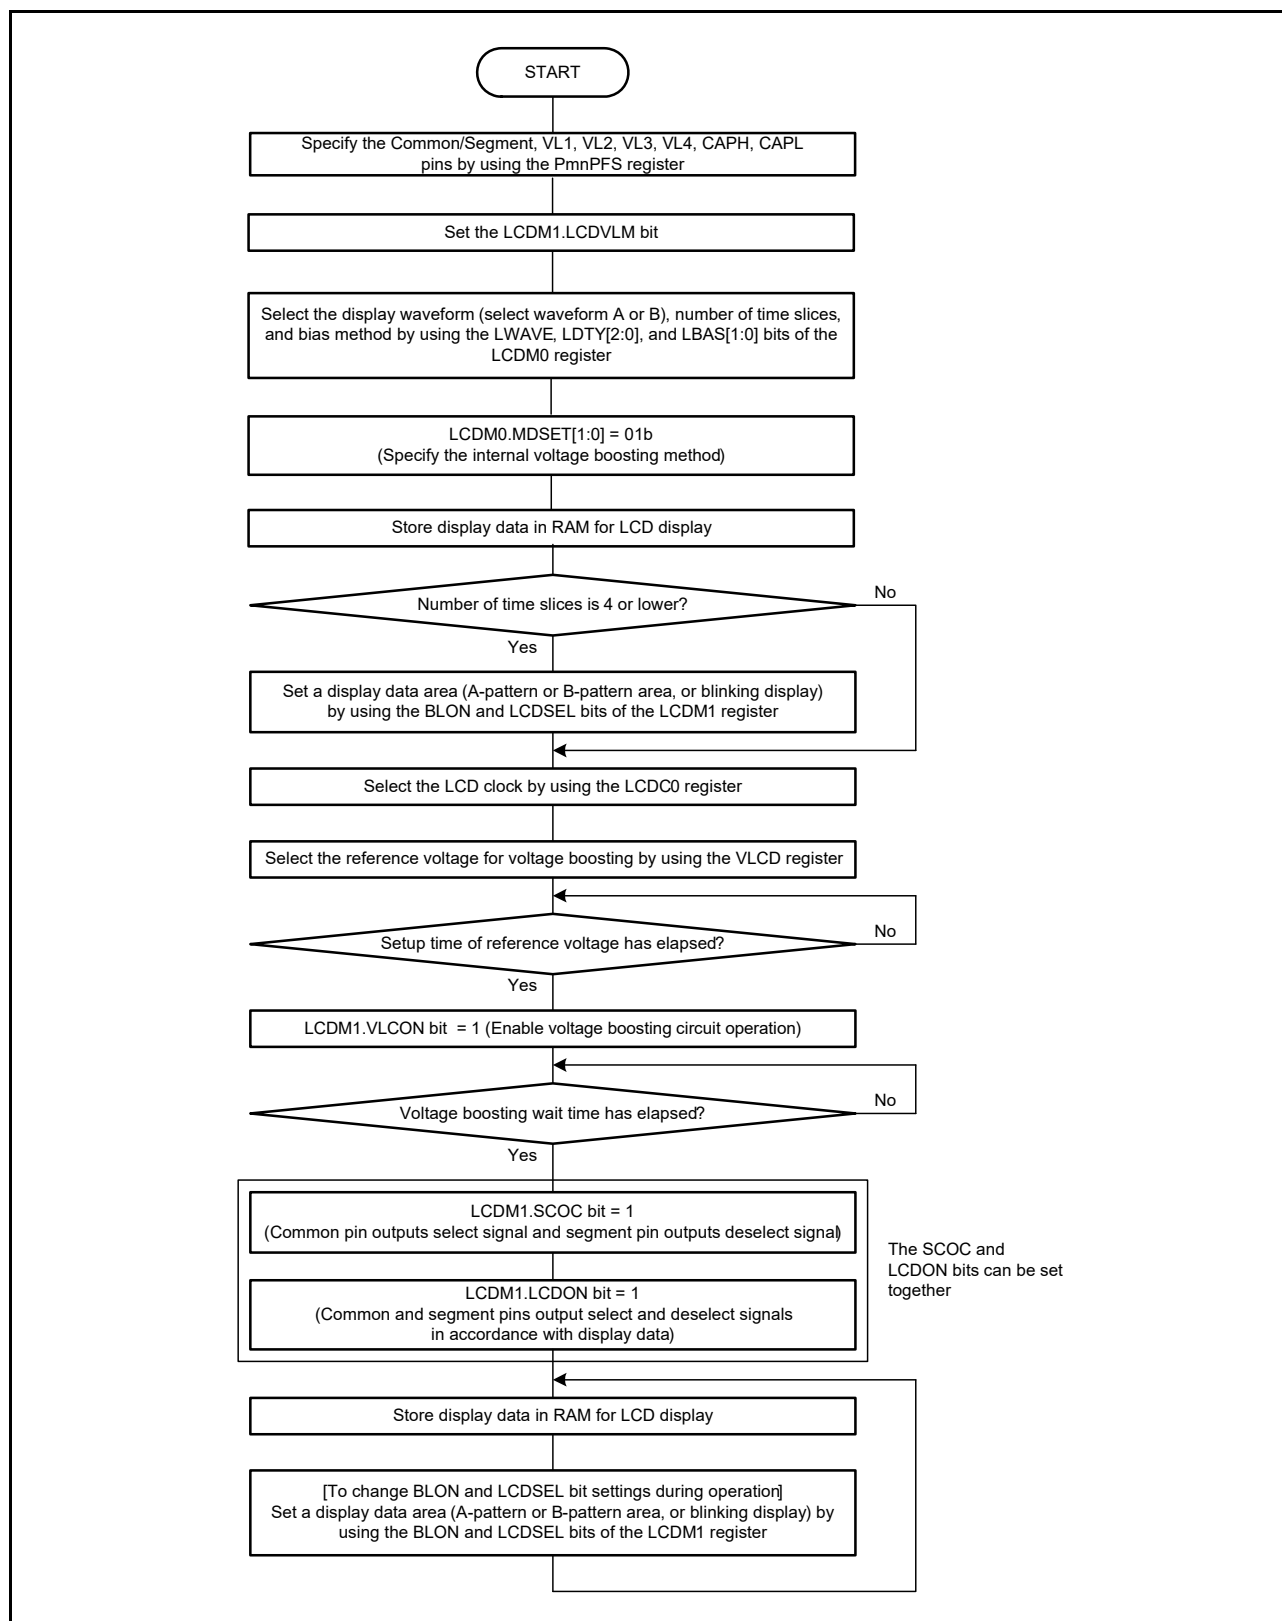 START
Specify the Common/Segment, VL1, VL2, VL3, VL4, CAPH, CAPL
pins by using the PmnPFS register
Set the LCDM1.LCDVLM bit
Select the display waveform (select waveform A or B), number of time slices,
and bias method by using the LWAVE, LDTY[2:0], and LBAS[1:0] bits of the
LCDM0 register
LCDM0.MDSET[1:0] = 01b
(Specify the internal voltage boosting method)
Store display data in RAM for LCD display
Number of time slices is 4 or lower?
No
Yes
Set a display data area (A-pattern or B-pattern area, or blinking display)
by using the BLON and LCDSEL bits of the LCDM1 register
Select the LCD clock by using the LCDC0 register
Select the reference voltage for voltage boosting by using the VLCD register
Setup time of reference voltage has elapsed?
No
Yes
LCDM1.VLCON bit = 1 (Enable voltage boosting circuit operation)
Voltage boosting wait time has elapsed?
No
Yes
LCDM1.SCOC bit = 1
(Common pin outputs select signal and segment pin outputs deselect signal)
The SCOC and
LCDON bits can be set
together
LCDM1.LCDON bit = 1
(Common and segment pins output select and deselect signals
in accordance with display data)
Store display data in RAM for LCD display
[To change BLON and LCDSEL bit settings during operation]
Set a display data area (A-pattern or B-pattern area, or blinking display) by
using the BLON and LCDSEL bits of the LCDM1 register